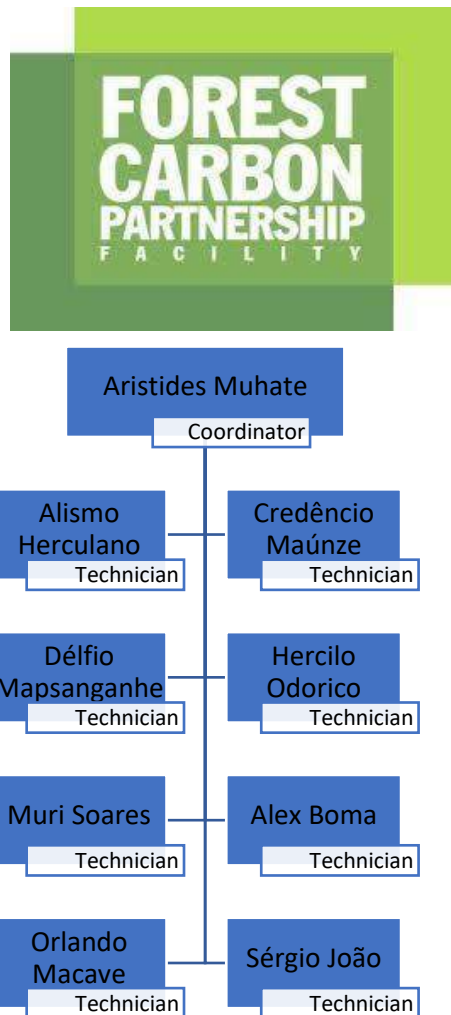 FOREST
CARBON
PARTNERSHIP
FACILITY
Aristides Muhate
Coordinator
Alismo
Herculano
Technician
Credêncio
Maúnze
Technician
Délfio
Mapsanganhe
Technician
Hercilo
Odorico
Technician
Muri Soares
Technician
Alex Boma
Technician
Orlando
Macave
Technician
Sérgio João
Technician